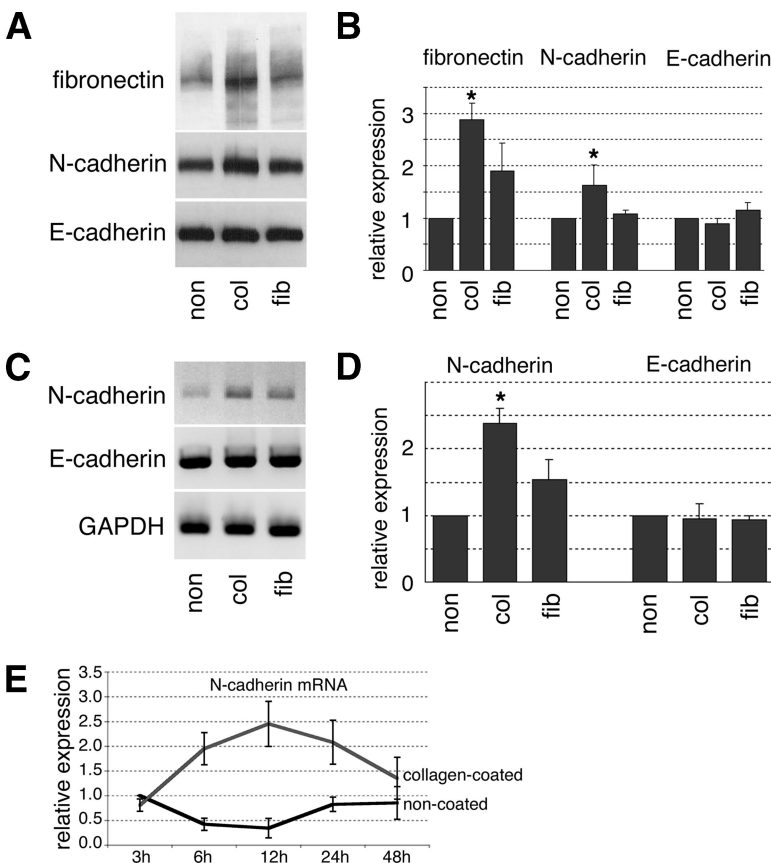 A
fibronectin
N-cadherin
E-cadherin
non col fib
B
fibronectin N-cadherin E-cadherin
relative expression
3
2
1
0
*
*
non col fib non col fib non col fib
C
N-cadherin
E-cadherin
GAPDH
non col fib
D
N-cadherin E-cadherin
relative expression
2
1
0
*
non col fib non col fib
E
N-cadherin mRNA
relative expression
3.5
3.0
2.5
2.0
1.5
1.0
0.5
0.0
collagen-coated
non-coated
3h 6h 12h 24h 48h